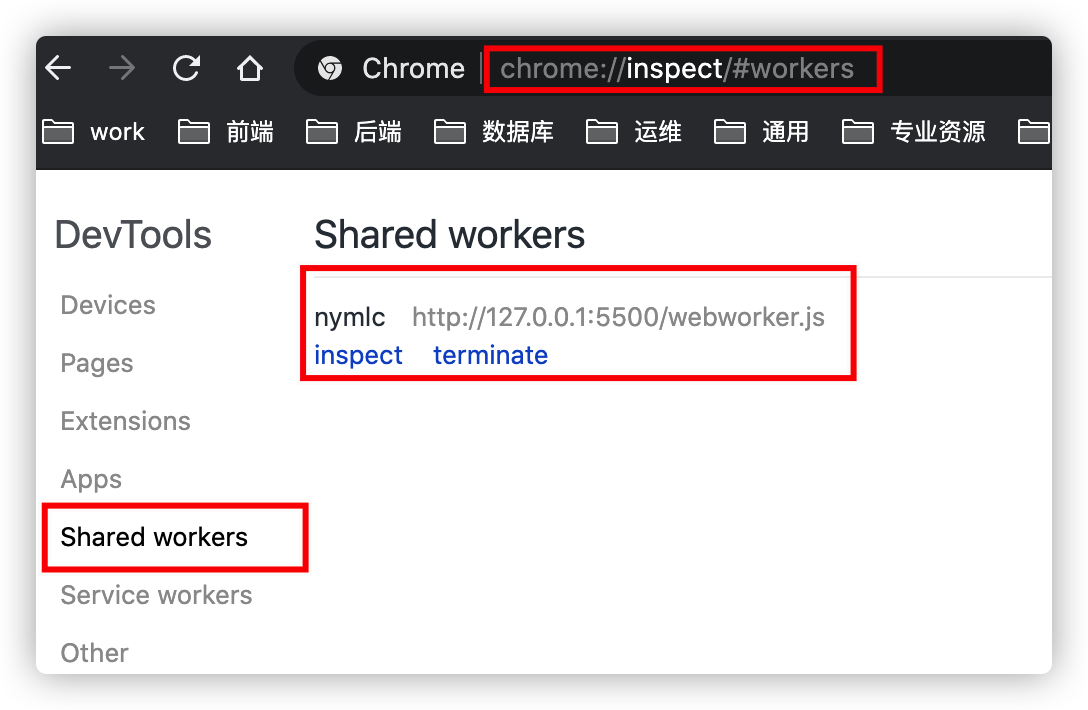 Chrome chrome://inspect/#workers
work 前端 后端 数据库 运维 通用 专业资源
DevTools
Devices
Pages
Extensions
Apps
Shared workers
Service workers
Other
Shared workers
nymlc http://127.0.0.1:5500/webworker.js
inspect terminate